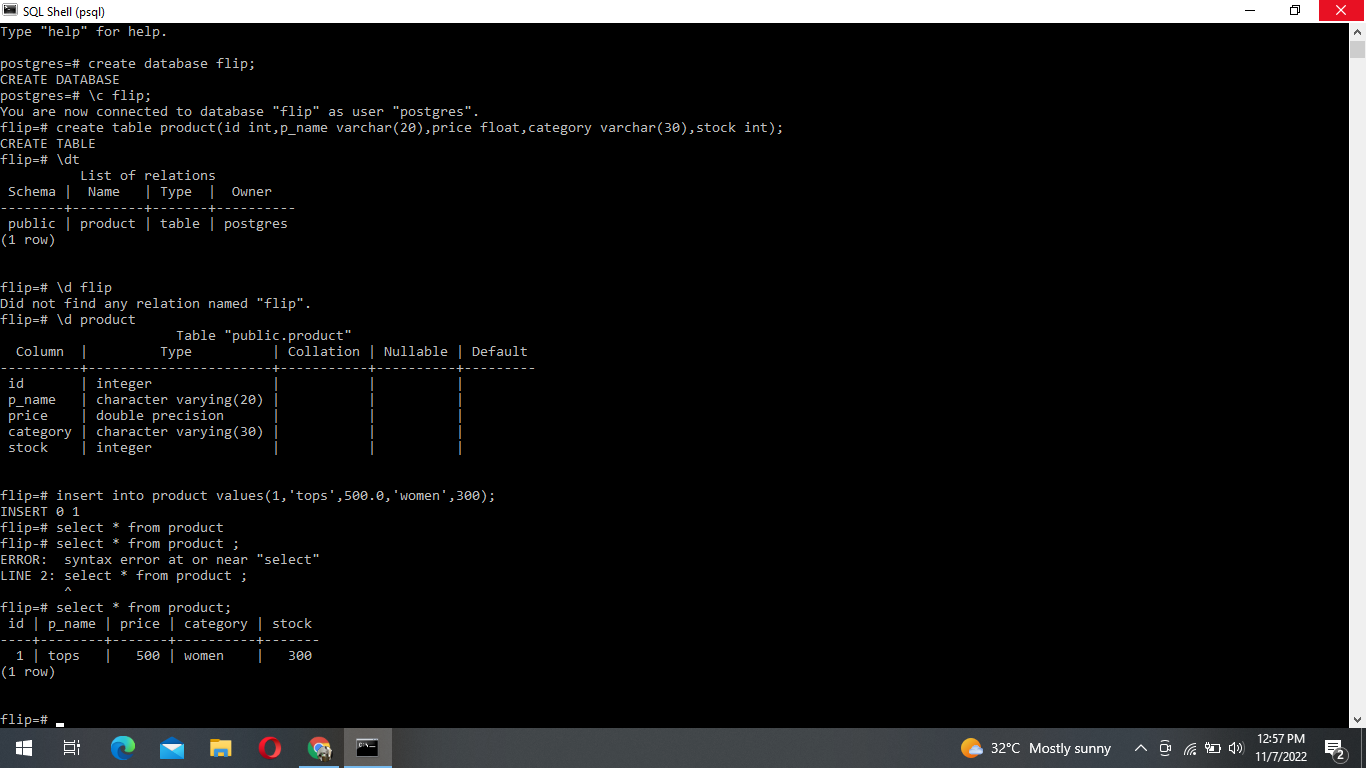 SQL Shell (psql)
Type "help" for help.
postgres=# create database flip;
CREATE DATABASE
postgres=# \c flip;
You are now connected to database "flip" as user "postgres".
flip=# create table product(id int,p_name varchar(20),price float,category varchar(30),stock int);
CREATE TABLE
flip=# \dt
          List of relations
 Schema |  Name   | Type  |  Owner
--------+---------+-------+----------
 public | product | table | postgres
(1 row)
flip=# \d flip
Did not find any relation named "flip".
flip=# \d product
                      Table "public.product"
  Column  |         Type          | Collation | Nullable | Default
----------+-----------------------+-----------+----------+---------
 id       | integer               |           |          |
 p_name   | character varying(20) |           |          |
 price    | double precision      |           |          |
 category | character varying(30) |           |          |
 stock    | integer               |           |          |
flip=# insert into product values(1,'tops',500.0,'women',300);
INSERT 0 1
flip=# select * from product
flip-# select * from product ;
ERROR:  syntax error at or near "select"
LINE 2: select * from product ;
        ^
flip=# select * from product;
 id | p_name | price | category | stock
----+--------+-------+----------+-------
  1 | tops   |   500 | women    |   300
(1 row)
flip=#
32°C Mostly sunny
12:57 PM
11/7/2022
2